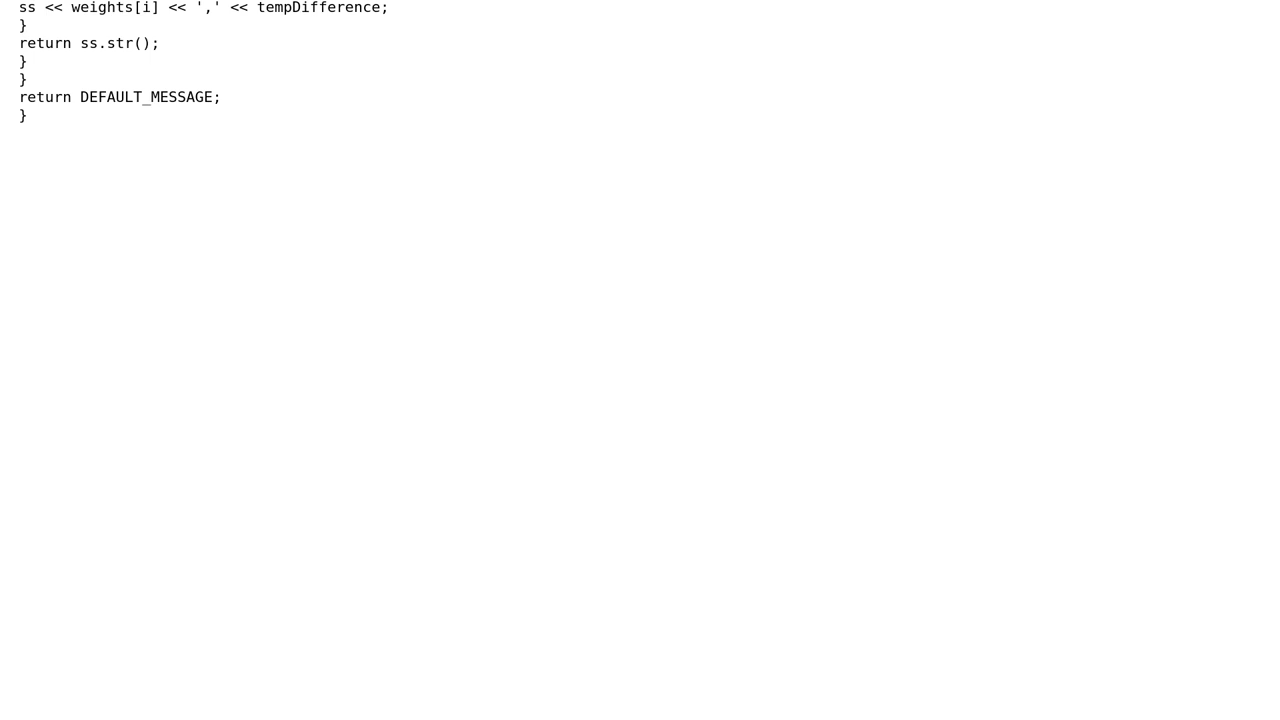 ss << weights[i] << ',' << tempDifference;
}
return ss.str();
}
}
return DEFAULT_MESSAGE;
}